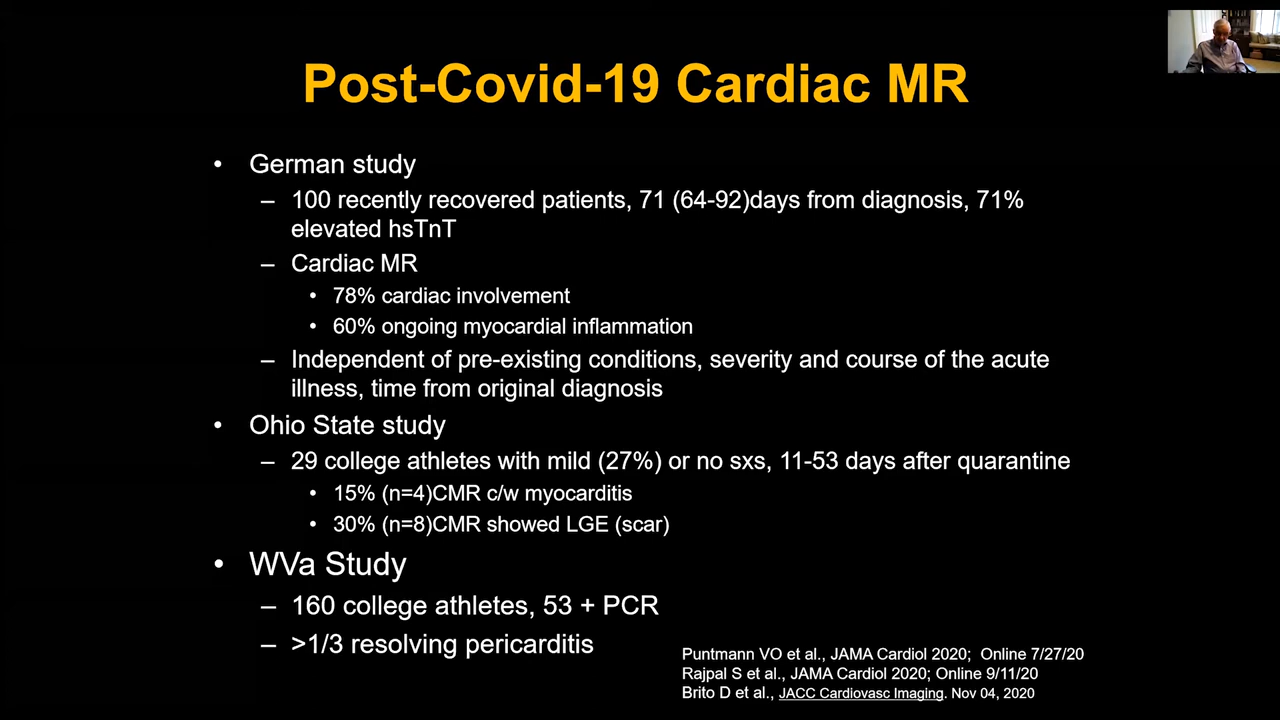 Post-Covid-19 Cardiac MR
• German study
– 100 recently recovered patients, 71 (64-92)days from diagnosis, 71%
elevated hsTnT
– Cardiac MR
• 78% cardiac involvement
• 60% ongoing myocardial inflammation
– Independent of pre-existing conditions, severity and course of the acute
illness, time from original diagnosis
• Ohio State study
– 29 college athletes with mild (27%) or no sxs, 11-53 days after quarantine
• 15% (n=4)CMR c/w myocarditis
• 30% (n=8)CMR showed LGE (scar)
• WVa Study
– 160 college athletes, 53 + PCR
– >1/3 resolving pericarditis
Puntmann VO et al., JAMA Cardiol 2020; Online 7/27/20
Rajpal S et al., JAMA Cardiol 2020; Online 9/11/20
Brito D et al., JACC Cardiovasc Imaging. Nov 04, 2020